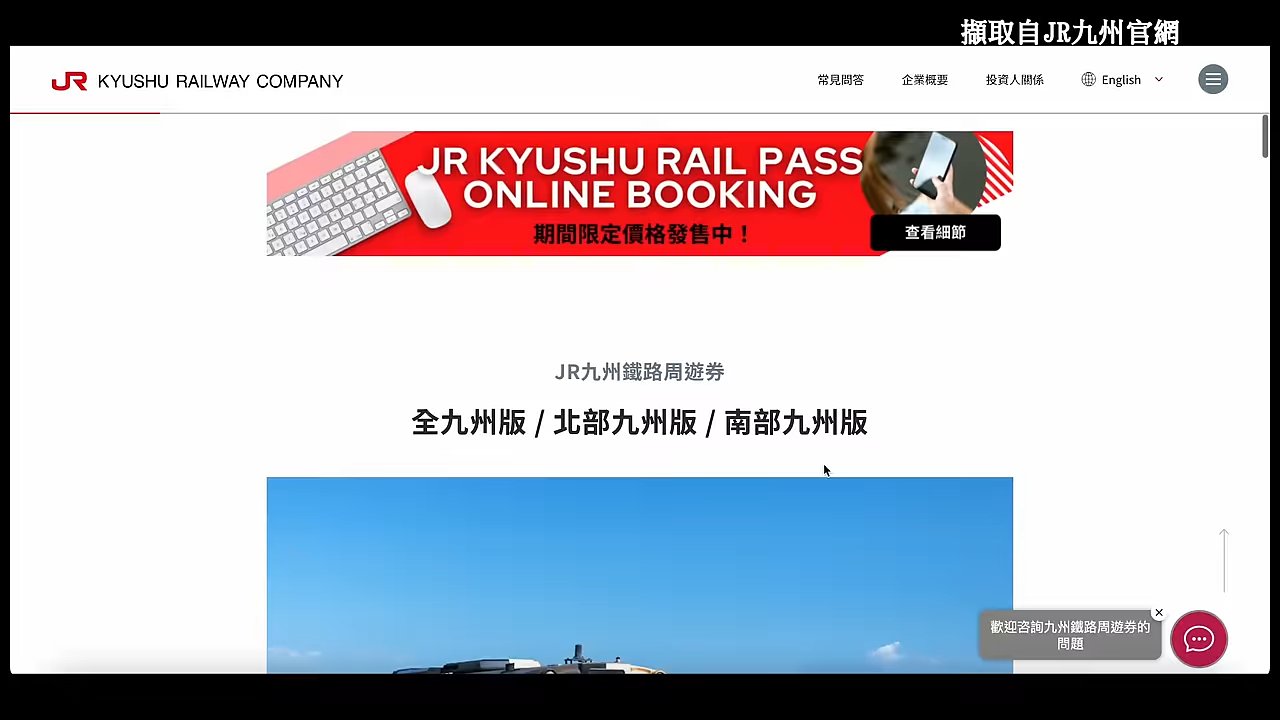 擷取自JR九州官網
JR KYUSHU RAILWAY COMPANY
常見問答
企業概要
投資人關係
English
JR KYUSHU RAIL PASS
ONLINE BOOKING
期間限定價格發售中！
查看細節
JR九州鐵路周遊券
全九州版 / 北部九州版 / 南部九州版
歡迎咨詢九州鐵路周遊券的
問題